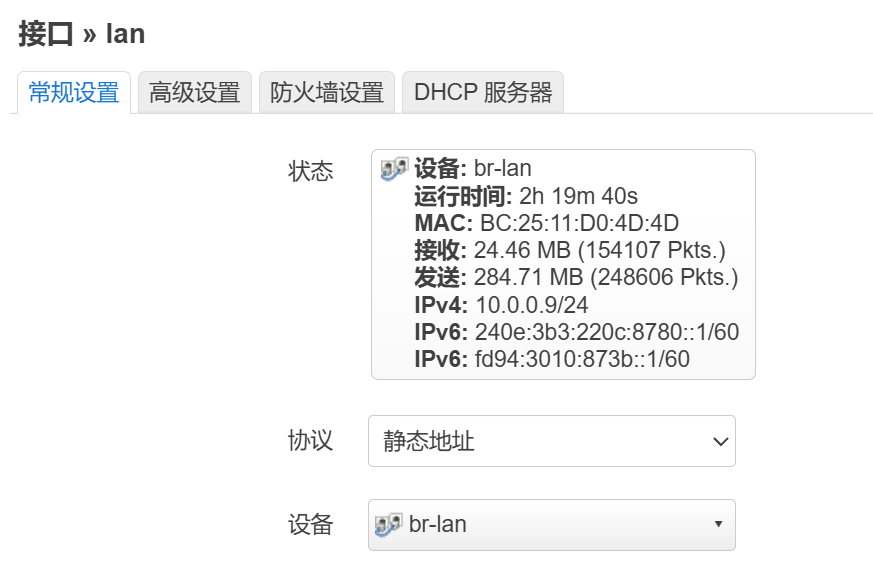 接口 » lan
常规设置 高级设置 防火墙设置 DHCP 服务器
状态
设备: br-lan
运行时间: 2h 19m 40s
MAC: BC:25:11:D0:4D:4D
接收: 24.46 MB (154107 Pkts.)
发送: 284.71 MB (248606 Pkts.)
IPv4: 10.0.0.9/24
IPv6: 240e:3b3:220c:8780::1/60
IPv6: fd94:3010:873b::1/60
协议 静态地址
设备 br-lan